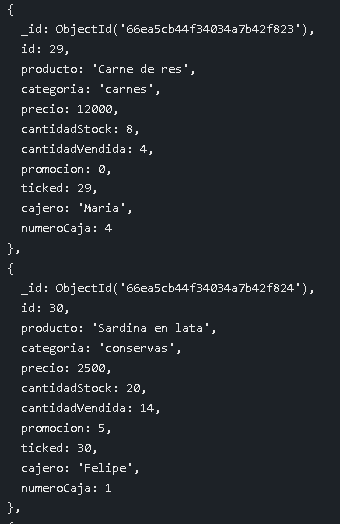 {
_id: ObjectId('66ea5cb44f34034a7b42f823'),
id: 29,
producto: 'Carne de res',
categoria: 'carnes',
precio: 12000,
cantidadStock: 8,
cantidadVendida: 4,
promocion: 0,
ticked: 29,
cajero: 'Maria',
numeroCaja: 4
},
{
_id: ObjectId('66ea5cb44f34034a7b42f824'),
id: 30,
producto: 'Sardina en lata',
categoria: 'conservas',
precio: 2500,
cantidadStock: 20,
cantidadVendida: 14,
promocion: 5,
ticked: 30,
cajero: 'Felipe',
numeroCaja: 1
},